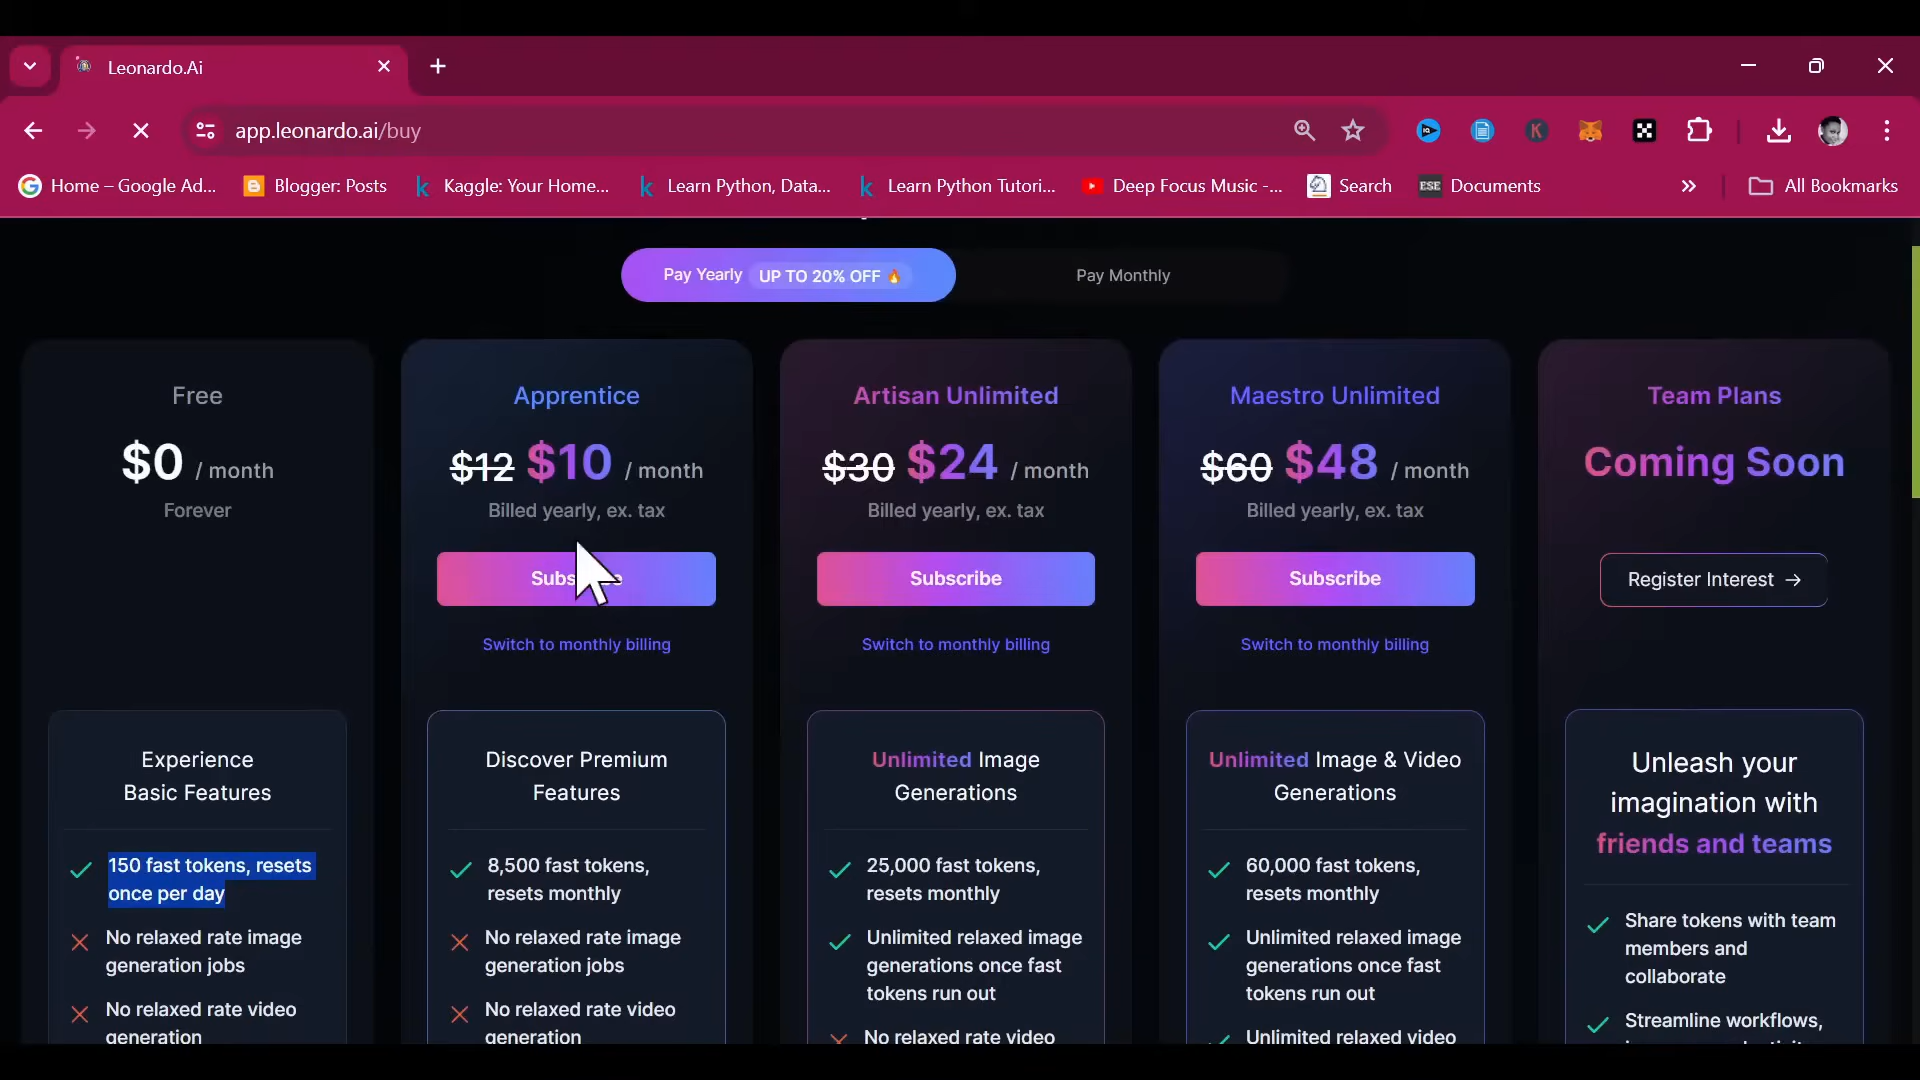 Leonardo.Ai
app.leonardo.ai/buy
Home – Google Ad...
Blogger: Posts
Kaggle: Your Home...
Learn Python, Data...
Learn Python Tutori...
Deep Focus Music -...
Search
ESE Documents
All Bookmarks
Pay Yearly UP TO 20% OFF 🔥
Pay Monthly
Free
$0 / month
Forever
Experience
Basic Features
150 fast tokens, resets
once per day
No relaxed rate image
generation jobs
No relaxed rate video
generation
Apprentice
$12 $10 / month
Billed yearly, ex. tax
Switch to monthly billing
Discover Premium
Features
8,500 fast tokens,
resets monthly
No relaxed rate image
generation jobs
No relaxed rate video
generation
Artisan Unlimited
$30 $24 / month
Billed yearly, ex. tax
Subscribe
Switch to monthly billing
Unlimited Image
Generations
25,000 fast tokens,
resets monthly
Unlimited relaxed image
generations once fast
tokens run out
No relaxed rate video
Maestro Unlimited
$60 $48 / month
Billed yearly, ex. tax
Subscribe
Switch to monthly billing
Unlimited Image & Video
Generations
60,000 fast tokens,
resets monthly
Unlimited relaxed image
generations once fast
tokens run out
Unlimited relaxed video
Team Plans
Coming Soon
Register Interest →
Unleash your
imagination with
friends and teams
Share tokens with team
members and
collaborate
Streamline workflows,